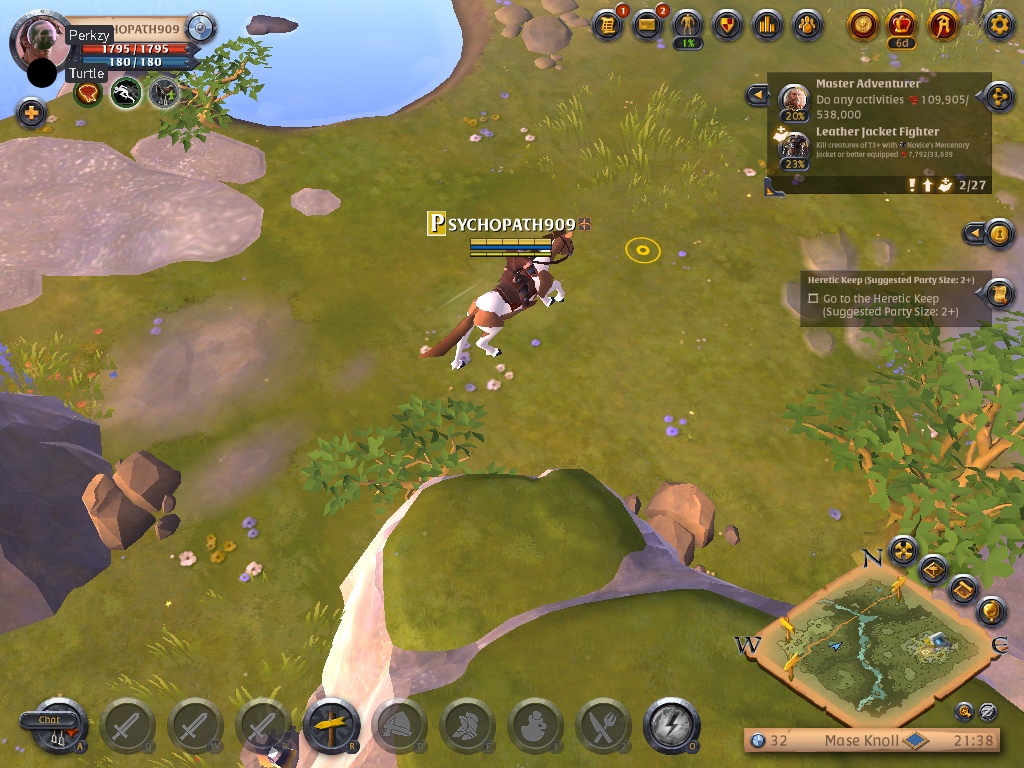 Perkzy
HOPATH909
1795 / 1795
180 / 180
Turtle
1
2
1%
6d
Master Adventurer
Do any activities 109,905/
538,000
20%
Leather Jacket Fighter
Kill creatures of T3+ with Novice's Mercenary
Jacket or better equipped 7,792/33,639
23%
2/27
PSYCHOPATH909
Heretic Keep (Suggested Party Size: 2+)
Go to the Heretic Keep
(Suggested Party Size: 2+)
N
W
E
Chat
A
Q
W
R
D
F
O
32
Mase Knoll
21:38